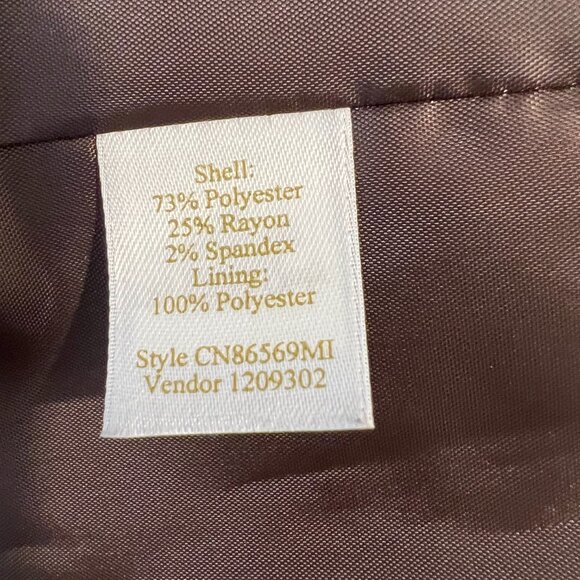 Shell:
73% Polyester
25% Rayon
2% Spandex
Lining:
100% Polyester
Style CN86569MI
Vendor 1209302